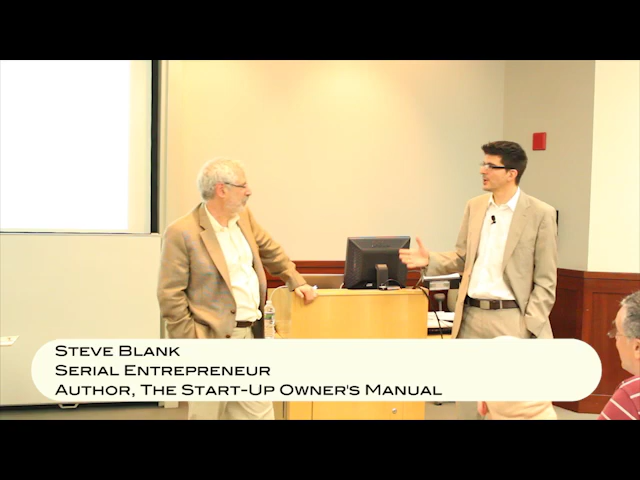 Steve Blank
Serial Entrepreneur
Author, The Start-Up Owner's Manual